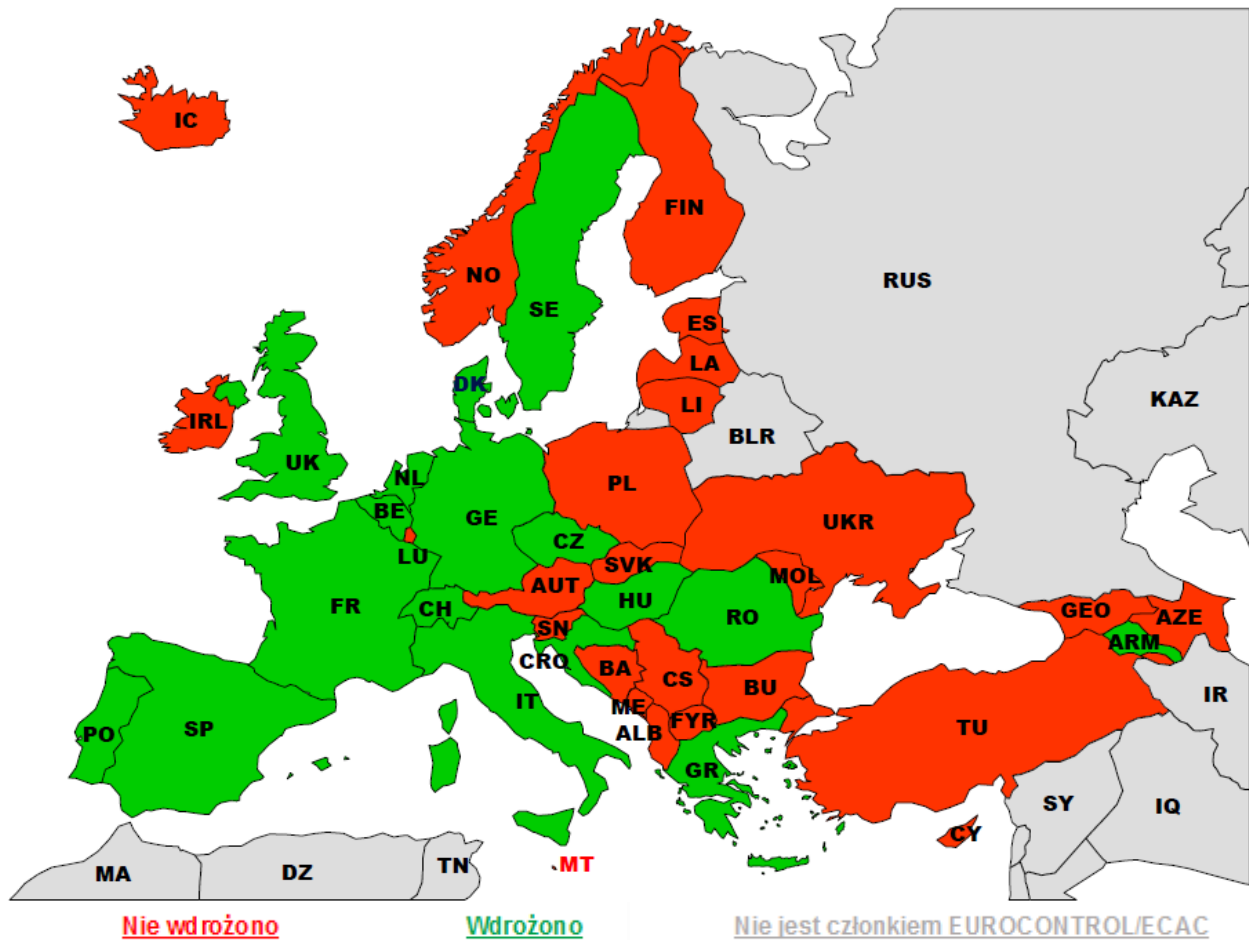 IC
FIN
NO
RUS
SE
ES
LA
DK
LI
KAZ
IRL
BLR
UK
NL
PL
BE
GE
UKR
CZ
LU
SVK
MOL
AUT
FR
CH
HU
RO
GEO
AZE
SN
ARM
CRO
BA
CS
BU
IR
IT
ME
FYR
PO
SP
ALB
TU
GR
SY
IQ
CY
MT
MA
DZ
TN
Nie wdrożono Wdrożono Nie jest członkiem EUROCONTROL/ECAC